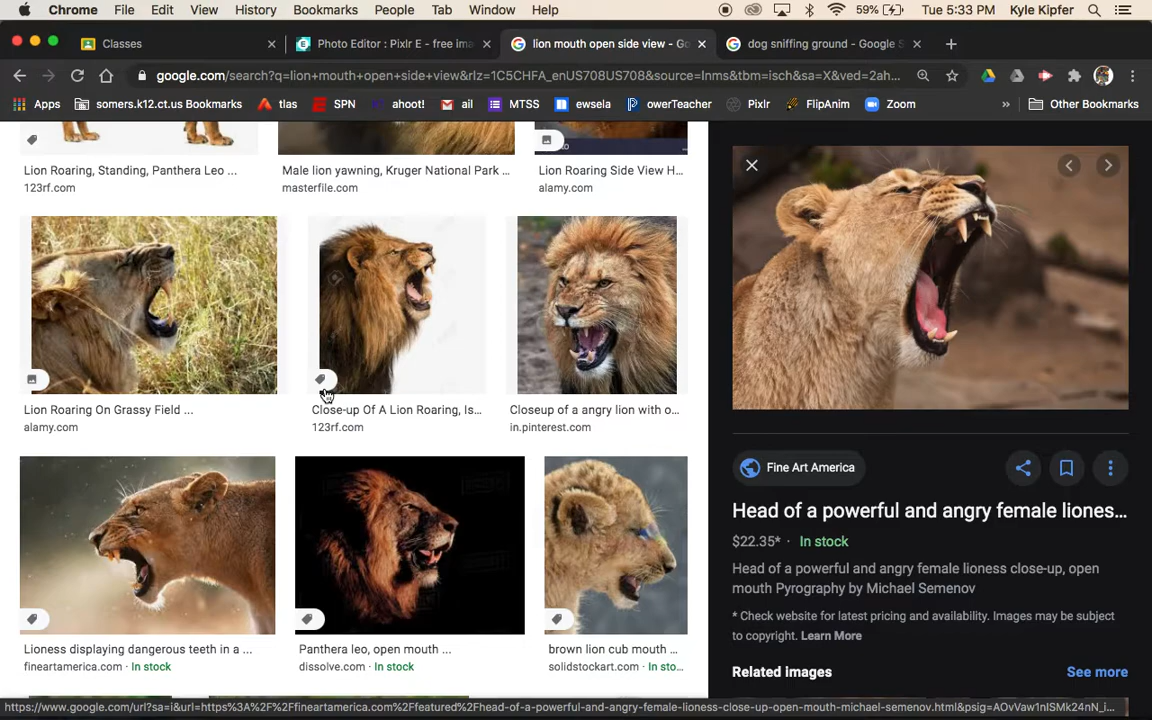 Chrome File Edit View History Bookmarks People Tab Window Help 59% Tue 5:33 PM Kyle Kipfer
Classes Photo Editor : Pixlr E - free ima lion mouth open side view - Go dog sniffing ground - Google S
google.com/search?q=lion+mouth+open+side+view&rlz=1C5CHFA_enUS708US708&source=lnms&tbm=isch&sa=X&ved=2ah...
Apps somers.k12.ct.us Bookmarks tlas SPN ahoot! ail MTSS ewsela owerTeacher Pixlr FlipAnim Zoom » Other Bookmarks
Lion Roaring, Standing, Panthera Leo ... Male lion yawning, Kruger National Park ... Lion Roaring Side View H...
123rf.com masterfile.com alamy.com
Lion Roaring On Grassy Field ... Close-up Of A Lion Roaring, Is... Closeup of a angry lion with o...
alamy.com 123rf.com in.pinterest.com
Lioness displaying dangerous teeth in a ... Panthera leo, open mouth ... brown lion cub mouth ...
fineartamerica.com · In stock dissolve.com · In stock solidstockart.com · In sto...
Fine Art America
Head of a powerful and angry female liones...
$22.35* · In stock
Head of a powerful and angry female lioness close-up, open
mouth Pyrography by Michael Semenov
* Check website for latest pricing and availability. Images may be subject
to copyright. Learn More
Related images See more
https://www.google.com/url?sa=i&url=https%3A%2F%2Ffineartamerica.com%2Ffeatured%2Fhead-of-a-powerful-and-angry-female-lioness-close-up-open-mouth-michael-semenov.html&psig=AOvVaw1nISMk24nN_i...